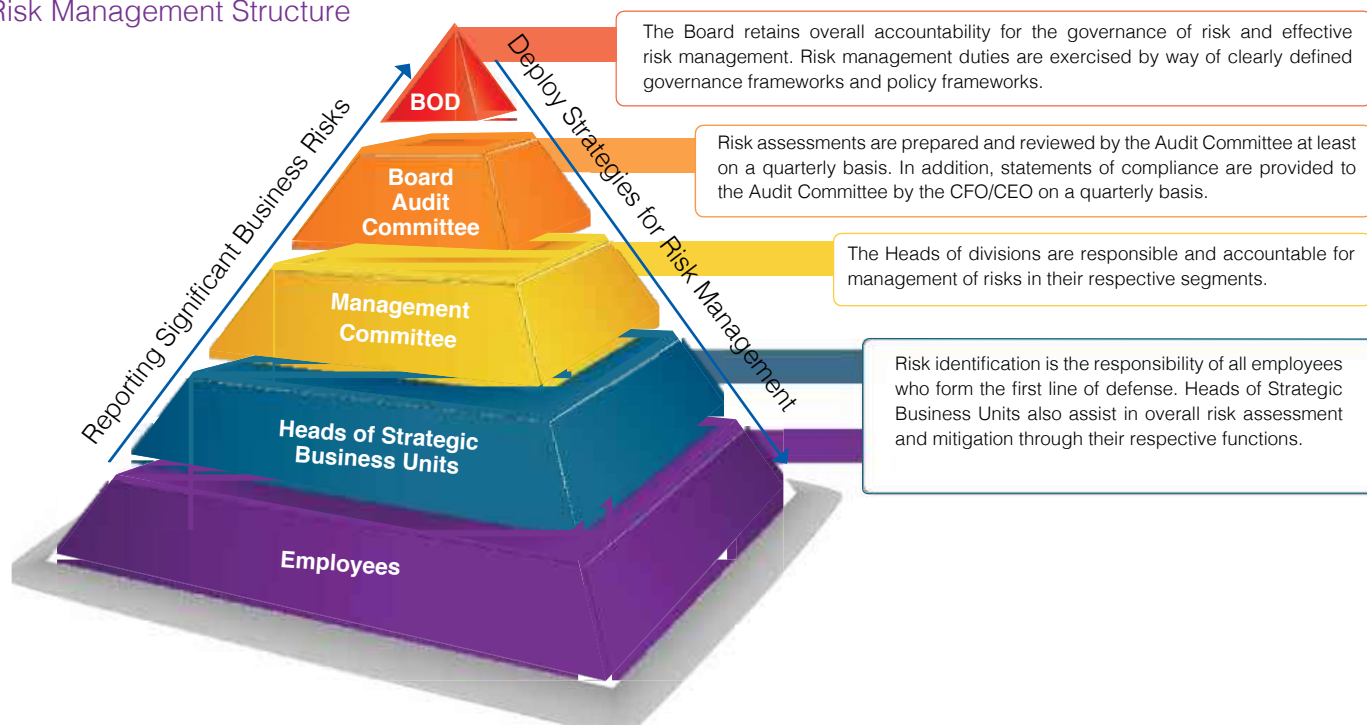 Risk Management Structure
BOD
The Board retains overall accountability for the governance of risk and effective
risk management. Risk management duties are exercised by way of clearly defined
governance frameworks and policy frameworks.
Reporting Significant Business Risks
Deploy Strategies for Risk Management
Board
Audit
Committee
Risk assessments are prepared and reviewed by the Audit Committee at least
on a quarterly basis. In addition, statements of compliance are provided to
the Audit Committee by the CFO/CEO on a quarterly basis.
Management
Committee
The Heads of divisions are responsible and accountable for
management of risks in their respective segments.
Heads of Strategic
Business Units
Risk identification is the responsibility of all employees
who form the first line of defense. Heads of Strategic
Business Units also assist in overall risk assessment
and mitigation through their respective functions.
Employees